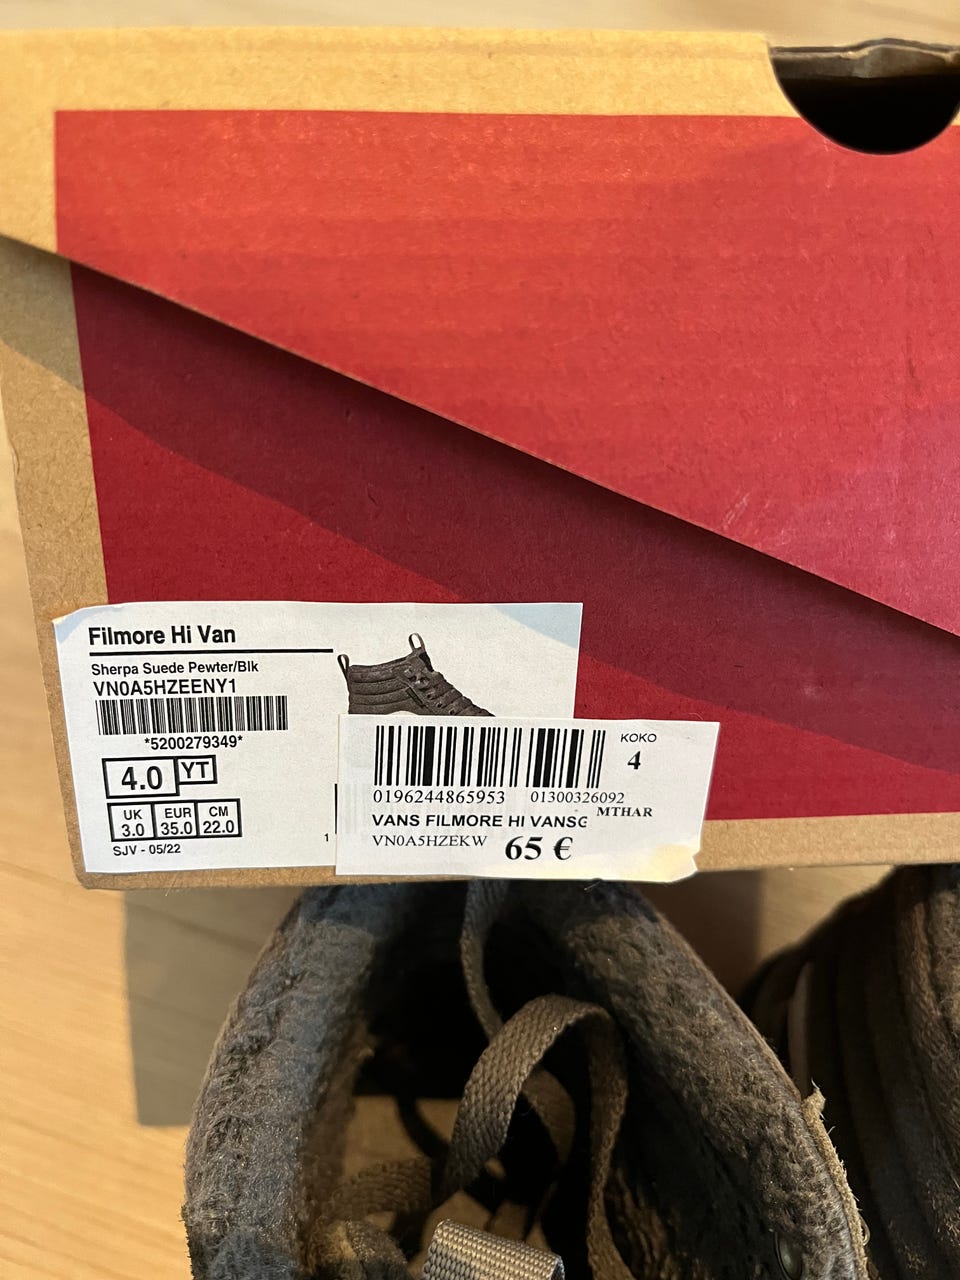 Filmore Hi Van
Sherpa Suede Pewter/Blk
VN0A5HZEENY1
*5200279349*
4.0 YT
UK EUR CM
3.0 35.0 22.0
SJV - 05/22
1
KOKO
4
0196244865953 01300326092
MTHAR
VANS FILMORE HI VANSG
VN0A5HZEKW 65 €